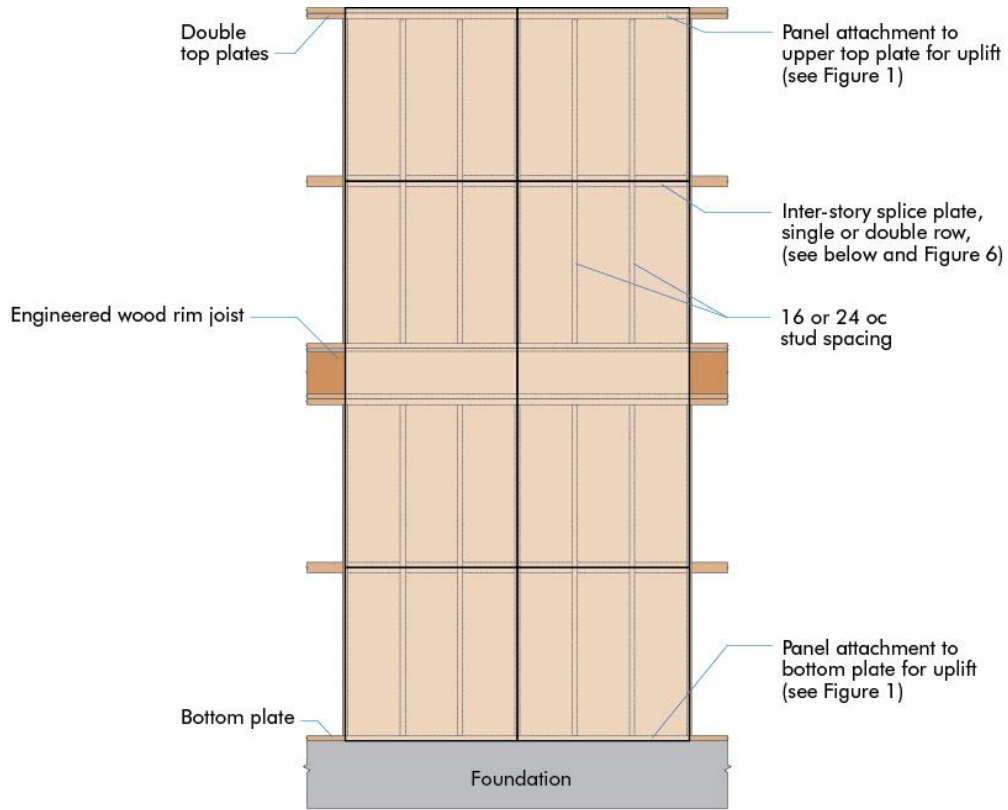 Double
top plates
Panel attachment to
upper top plate for uplift
(see Figure 1)
Inter-story splice plate,
single or double row,
(see below and Figure 6)
Engineered wood rim joist
16 or 24 oc
stud spacing
Panel attachment to
bottom plate for uplift
(see Figure 1)
Bottom plate
Foundation